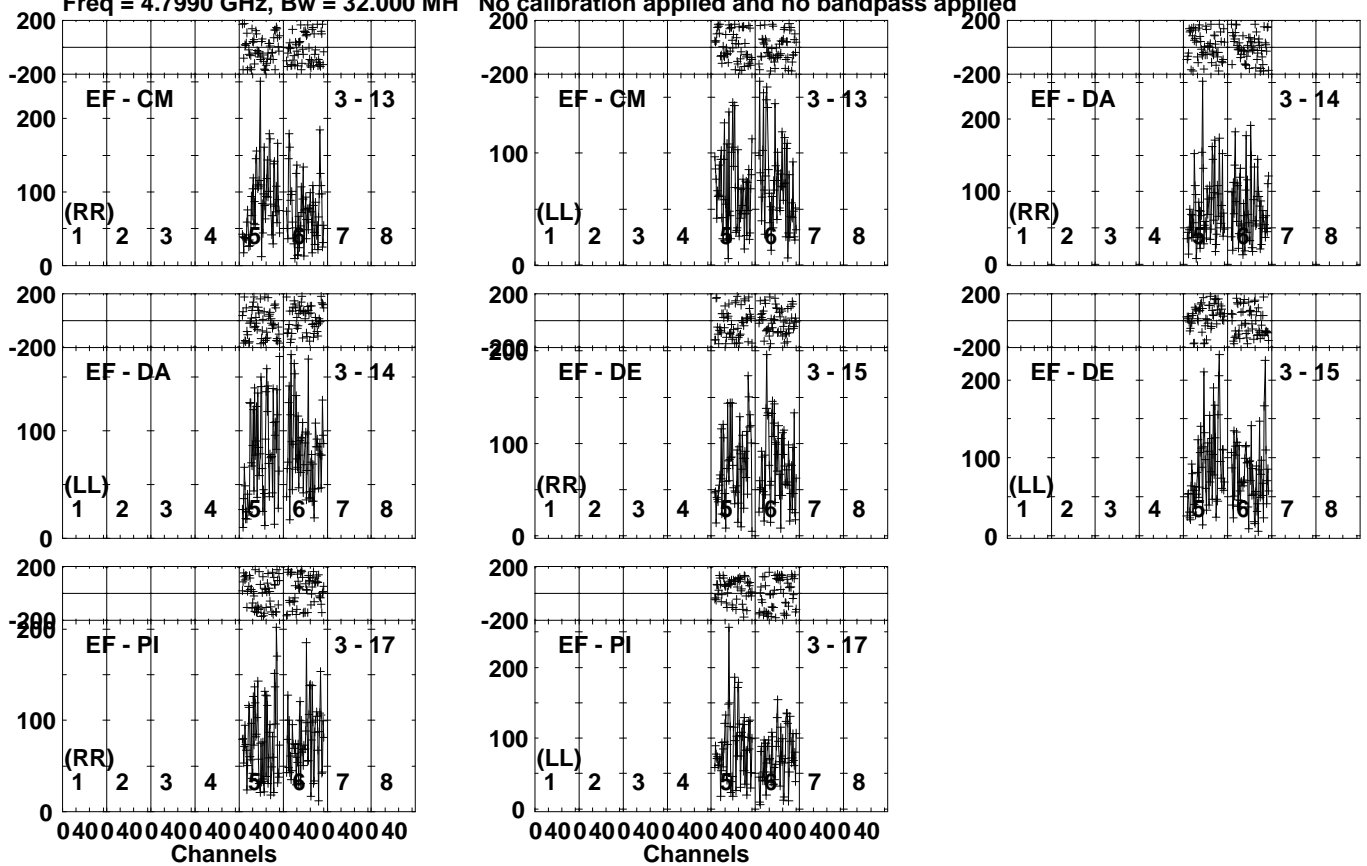 Freq = 4.7990 GHz, Bw = 32.000 MH   No calibration applied and no bandpass applied
200 200 200
-200 -200 -200
EF - CM 3 - 13 EF - CM 3 - 13 EF - DA 3 - 14
200 200
100 100 100
(RR) (LL) (RR)
1 2 3 4 5 6 7 8 1 2 3 4 5 6 7 8 1 2 3 4 5 6 7 8
0 0 0
200 200 200
-200 -200 200 -200
EF - DA 3 - 14 EF - DE 3 - 15 EF - DE 3 - 15
200
100 100 100
(LL) (RR) (LL)
1 2 3 4 5 6 7 8 1 2 3 4 5 6 7 8 1 2 3 4 5 6 7 8
0 0 0
200 200
-200 200 -200
EF - PI 3 - 17 EF - PI 3 - 17
200
100 100
(RR) (LL)
1 2 3 4 5 6 7 8 1 2 3 4 5 6 7 8
0 0
0 40 0 40 0 40 0 40 0 40 0 40 0 40 0 40 0 40 0 40 0 40 0 40 0 40 0 40 0 40 0 40
Channels Channels